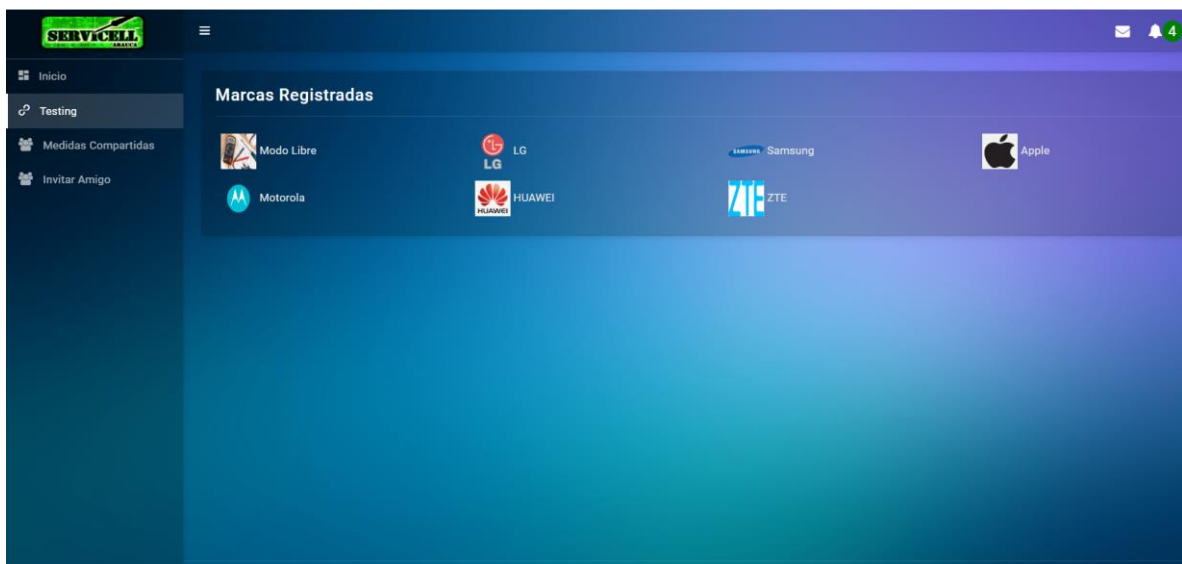 SERVICELL
ARAUCA
4
Inicio
Testing
Medidas Compartidas
Invitar Amigo
Marcas Registradas
Modo Libre
LG
LG
SAMSUNG
Samsung
Apple
Motorola
HUAWEI
HUAWEI
ZTE
ZTE